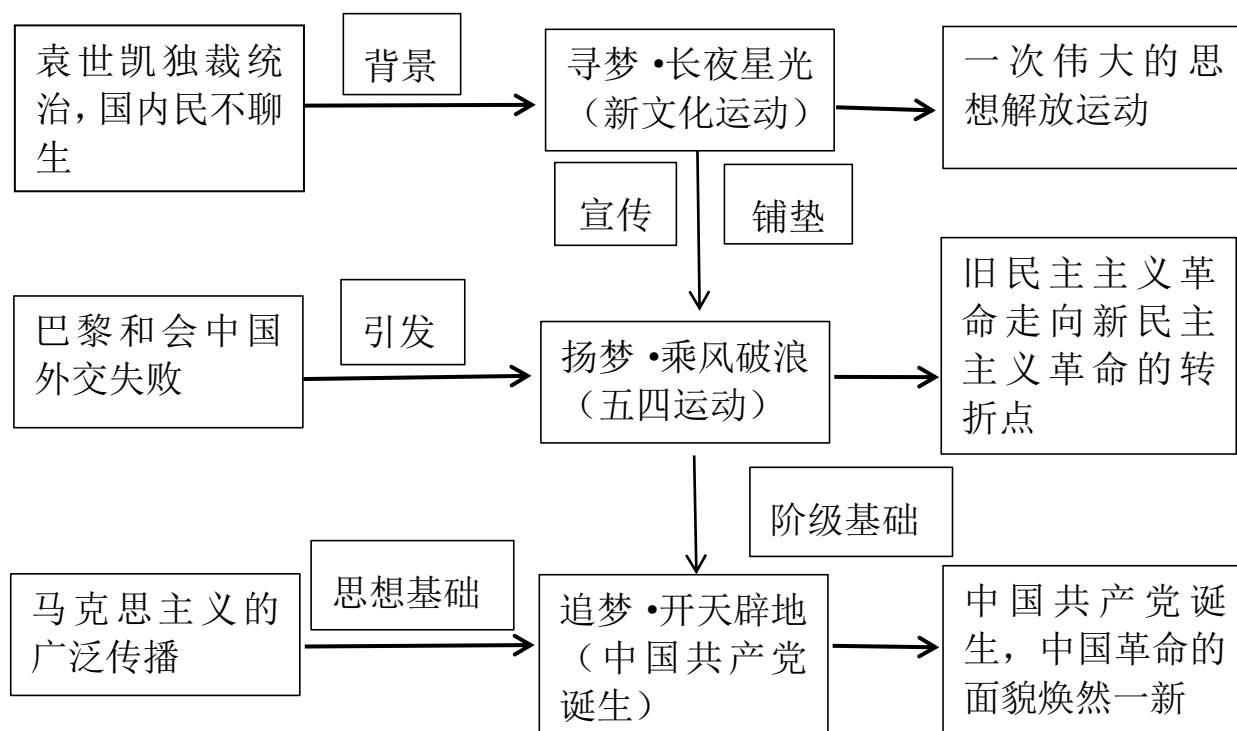 袁世凯独裁统
治，国内民不聊
生
背景
寻梦·长夜星光
（新文化运动）
一次伟大的思
想解放运动
宣传
铺垫
巴黎和会中国
外交失败
引发
扬梦·乘风破浪
（五四运动）
旧民主主义革
命走向新民主
主义革命的转
折点
阶级基础
马克思主义的
广泛传播
思想基础
追梦·开天辟地
（中国共产党
诞生）
中国共产党诞
生，中国革命的
面貌焕然一新